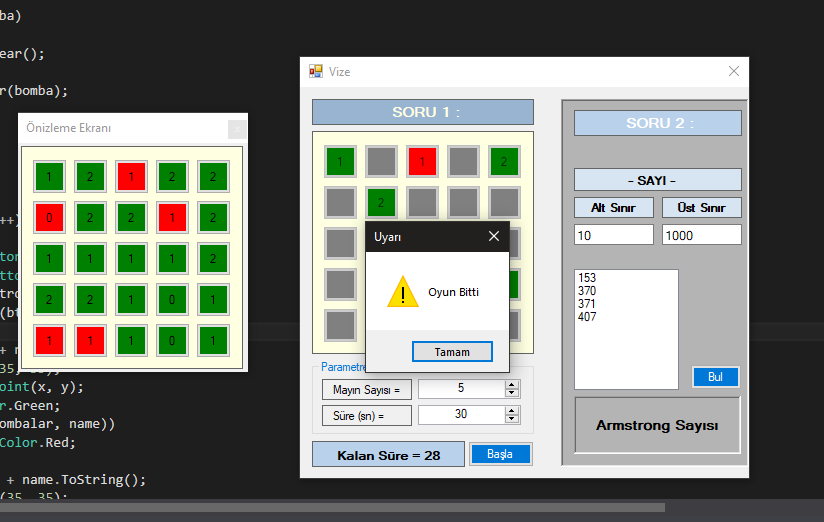 ba)
ear();
r(bomba);
Önizleme Ekranı
x
1 2 1 2 2
0 2 2 1 2
1 1 1 1 2
2 2 1 0 1
1 1 1 0 1
++)
+ n
35, 35);
oint(x, y);
r.Green;
ombalar, name))
Color.Red;
+ name.ToString();
(35, 35);
Vize
SORU 1 :
1 1 2
2
Uyarı
Oyun Bitti
Tamam
Parametre
Mayın Sayısı =
5
Süre (sn) =
30
Kalan Süre = 28
Başla
SORU 2 :
- SAYI -
Alt Sınır
Üst Sınır
10
1000
153
370
371
407
Bul
Armstrong Sayısı